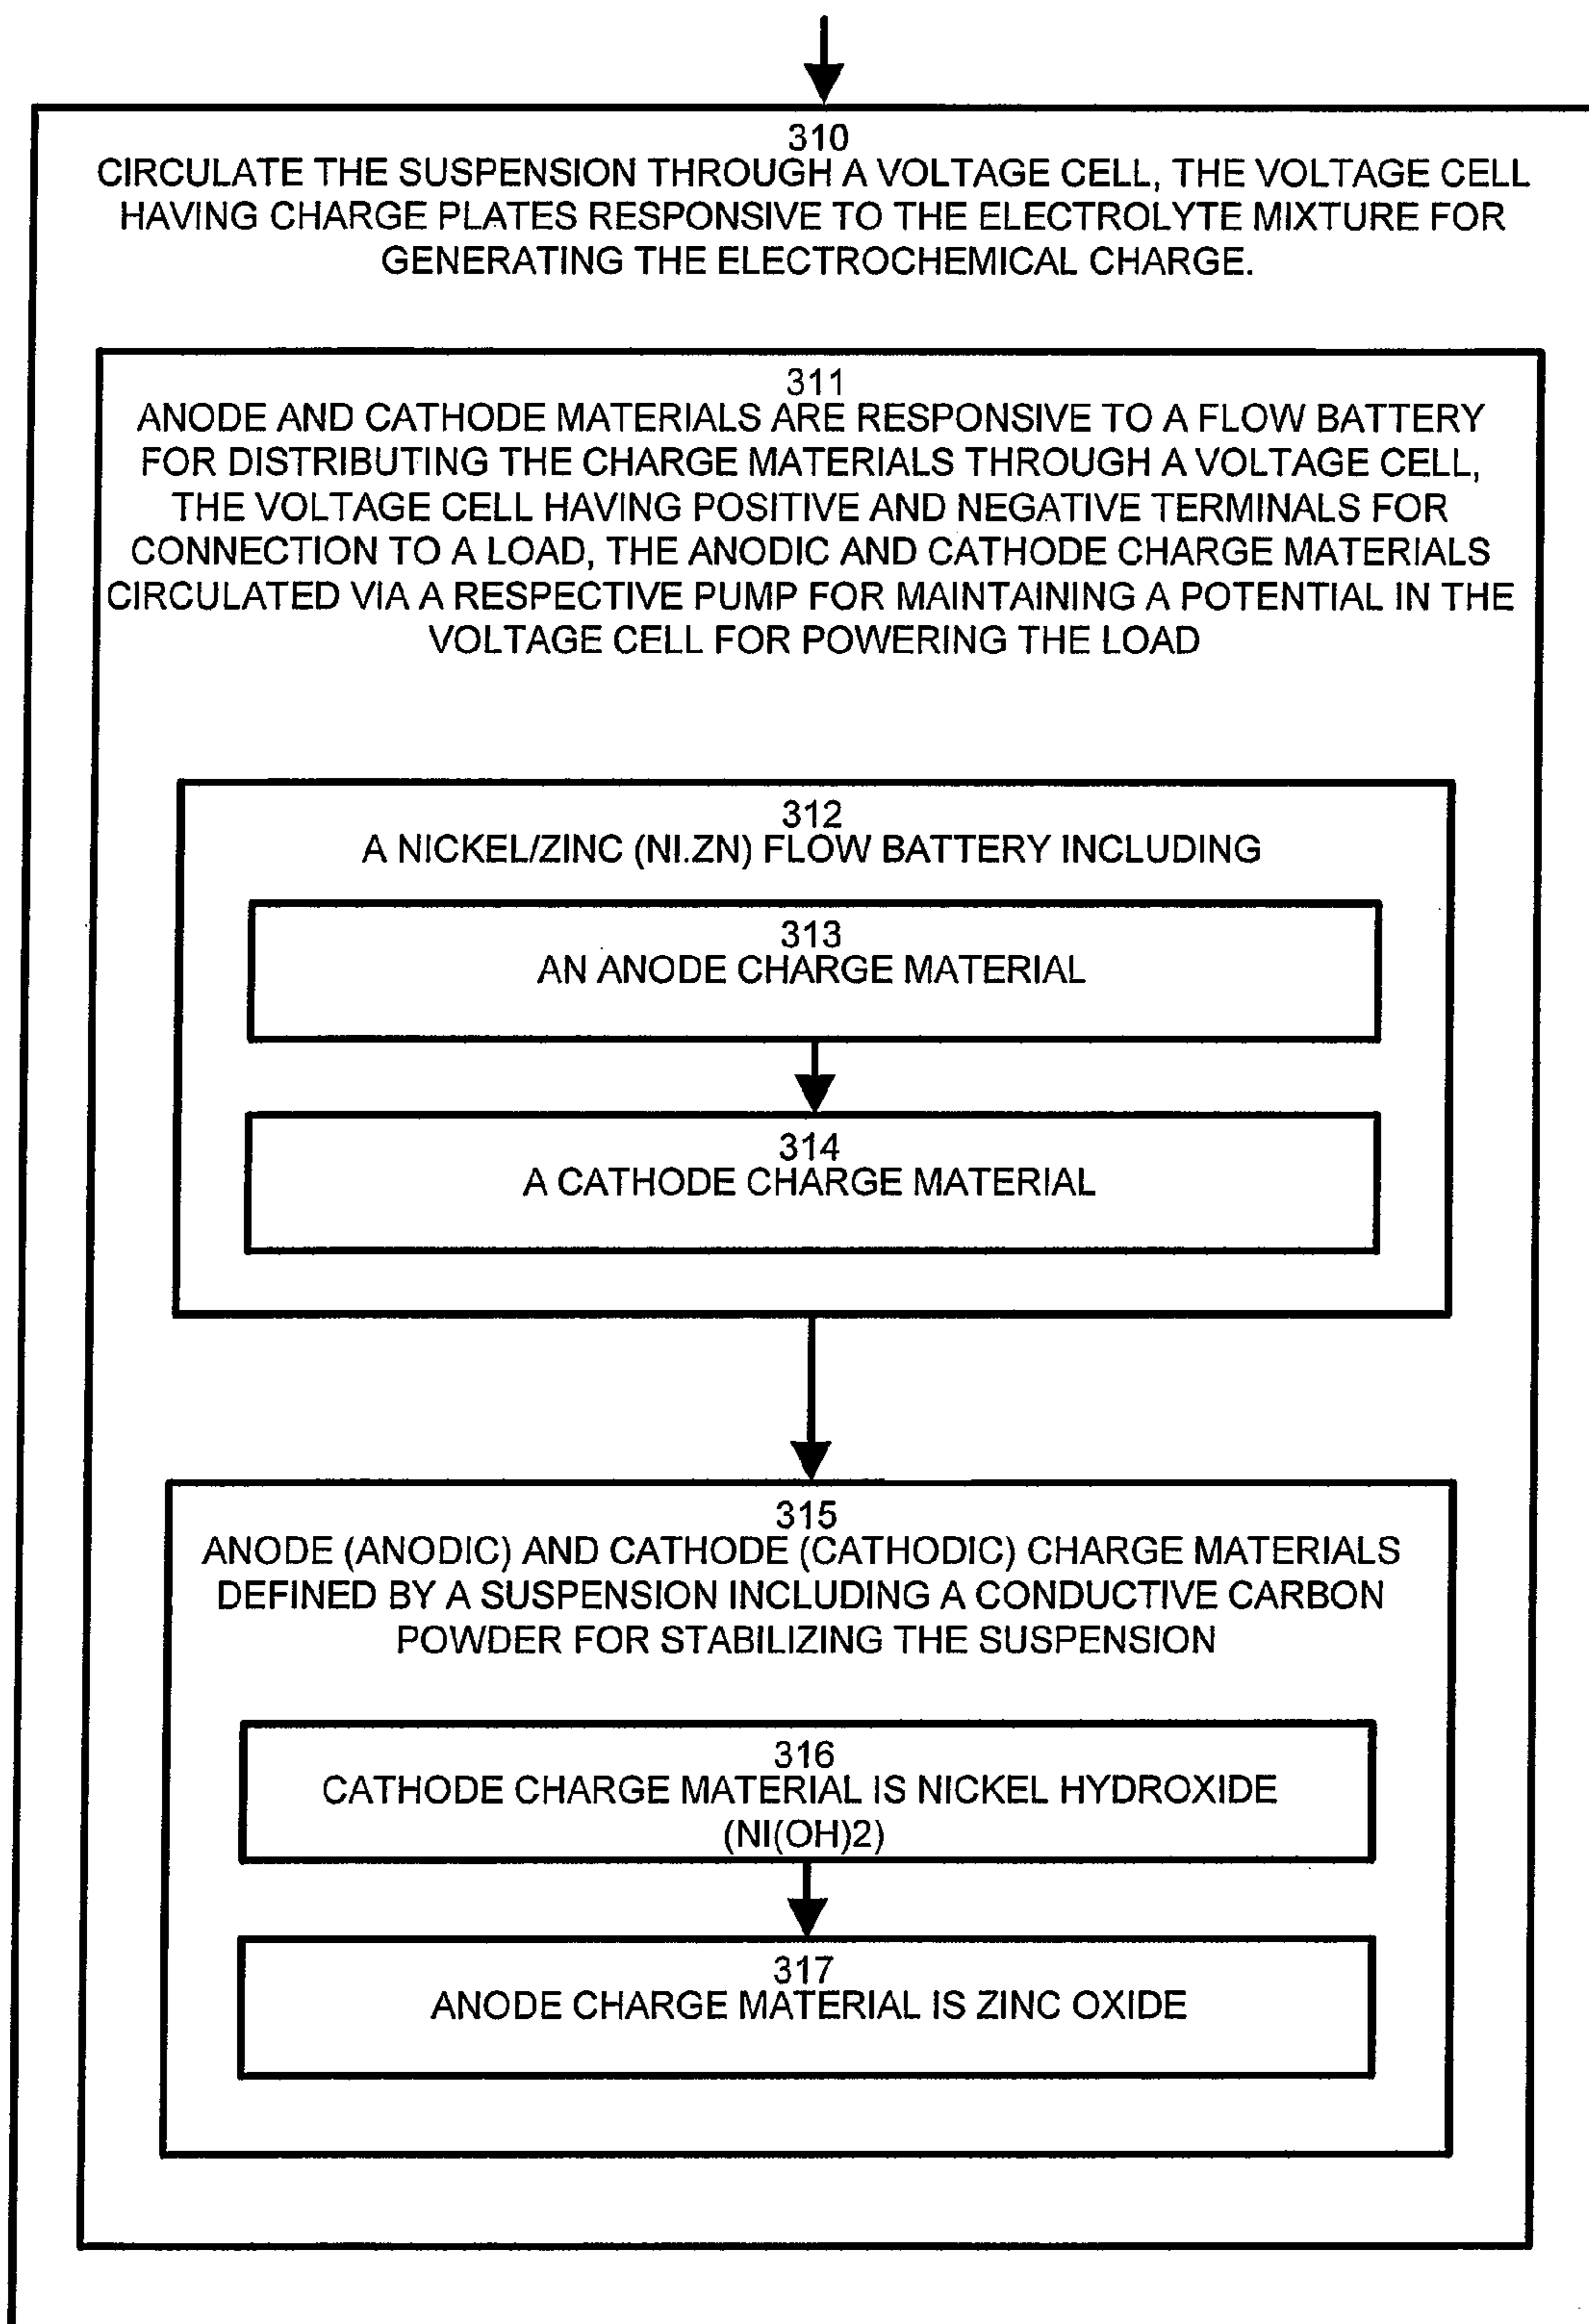 310
CIRCULATE THE SUSPENSION THROUGH A VOLTAGE CELL, THE VOLTAGE CELL
HAVING CHARGE PLATES RESPONSIVE TO THE ELECTROLYTE MIXTURE FOR
GENERATING THE ELECTROCHEMICAL CHARGE.
311
ANODE AND CATHODE MATERIALS ARE RESPONSIVE TO A FLOW BATTERY
FOR DISTRIBUTING THE CHARGE MATERIALS THROUGH A VOLTAGE CELL,
THE VOLTAGE CELL HAVING POSITIVE AND NEGATIVE TERMINALS FOR
CONNECTION TO A LOAD, THE ANODIC AND CATHODE CHARGE MATERIALS
CIRCULATED VIA A RESPECTIVE PUMP FOR MAINTAINING A POTENTIAL IN THE
VOLTAGE CELL FOR POWERING THE LOAD
312
A NICKEL/ZINC (NI.ZN) FLOW BATTERY INCLUDING
313
AN ANODE CHARGE MATERIAL
314
A CATHODE CHARGE MATERIAL
315
ANODE (ANODIC) AND CATHODE (CATHODIC) CHARGE MATERIALS
DEFINED BY A SUSPENSION INCLUDING A CONDUCTIVE CARBON
POWDER FOR STABILIZING THE SUSPENSION
316
CATHODE CHARGE MATERIAL IS NICKEL HYDROXIDE
(NI(OH)2)
317
ANODE CHARGE MATERIAL IS ZINC OXIDE